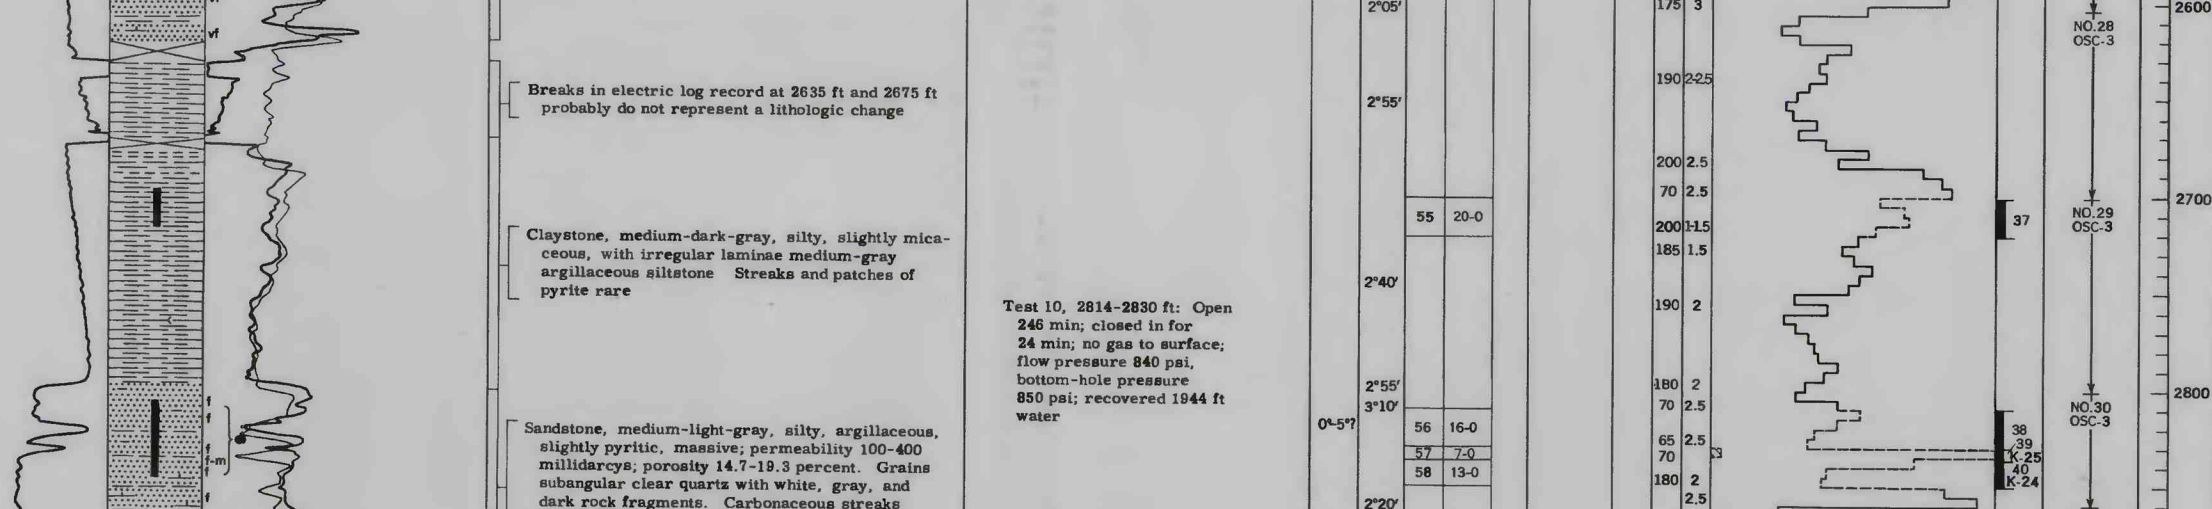 vf
Breaks in electric log record at 2635 ft and 2675 ft
probably do not represent a lithologic change
Claystone, medium-dark-gray, silty, slightly mica-
ceous, with irregular laminae medium-gray
argillaceous siltstone Streaks and patches of
pyrite rare
f
f
f
f-m
f
f
Sandstone, medium-light-gray, silty, argillaceous,
slightly pyritic, massive; permeability 100-400
millidarcys; porosity 14.7-19.3 percent. Grains
subangular clear quartz with white, gray, and
dark rock fragments. Carbonaceous streaks
Test 10, 2814-2830 ft: Open
246 min; closed in for
24 min; no gas to surface;
flow pressure 840 psi,
bottom-hole pressure
850 psi; recovered 1944 ft
water
0°-5°?
2°05'
2°55'
2°40'
2°55'
3°10'
2°20'
55 20-0
56 16-0
57 7-0
58 13-0
175 3
190 2-2.5
200 2.5
70 2.5
200 1-1.5
185 1.5
190 2
180 2
70 2.5
65 2.5
70
180 2
2.5
37
38
39
K-25
40
K-24
NO.28
OSC-3
NO.29
OSC-3
NO.30
OSC-3
2600
2700
2800